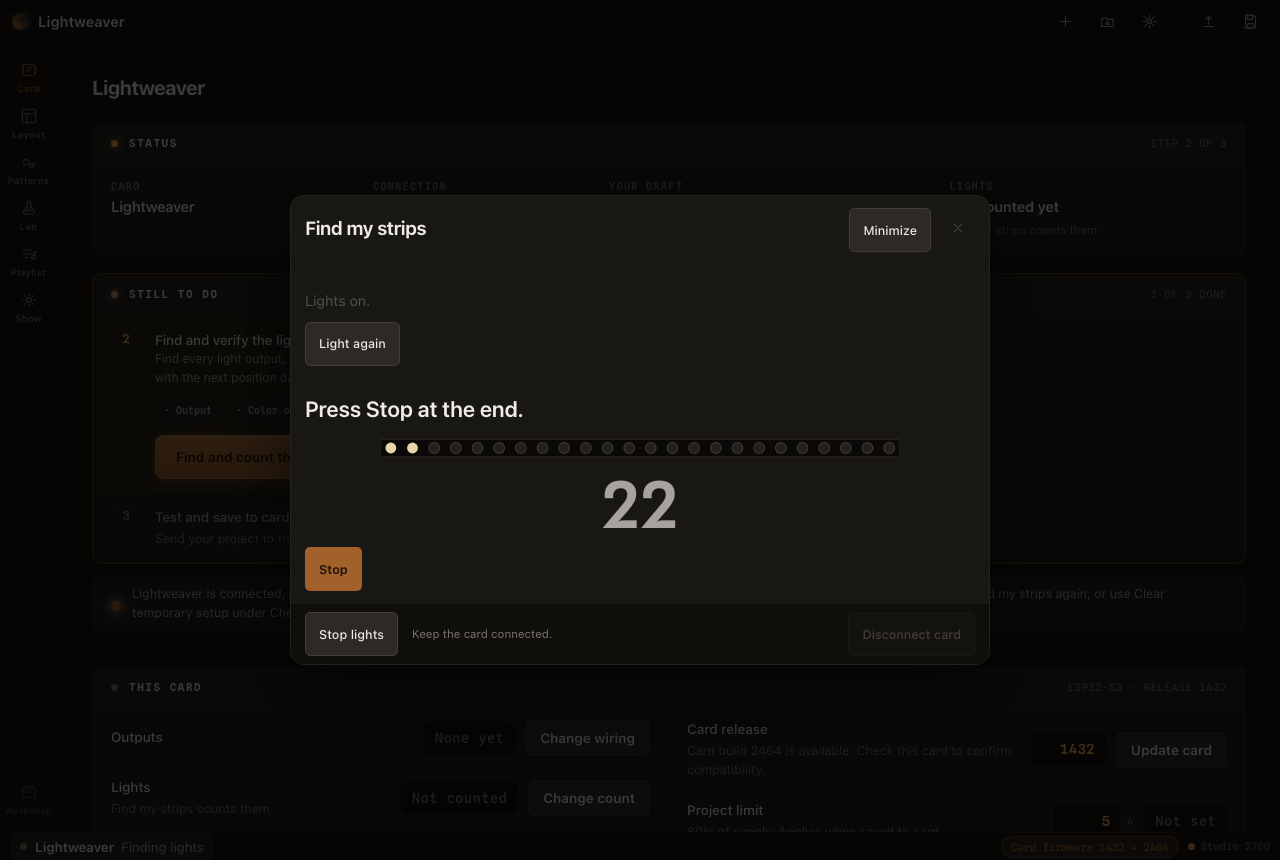 Lightweaver
Card
Layout
Patterns
Lab
Playlist
Show
Workshop
Lightweaver
STATUS
STEP 2 OF 3
CARD
CONNECTION
YOUR DRAFT
LIGHTS
Lightweaver
ounted yet
strips counts them
STILL TO DO
1 OF 3 DONE
2
Find and verify the lig
Find every light output,
with the next position da
· Output
· Color o
Find and count th
3
Test and save to card
Send your project to th
Lightweaver is connected,
d my strips again, or use Clear
temporary setup under Che
Find my strips
Minimize
Lights on.
Light again
Press Stop at the end.
22
Stop
Stop lights
Keep the card connected.
Disconnect card
THIS CARD
ESP32-S3 · RELEASE 1432
Outputs
None yet
Change wiring
Lights
Find my strips counts them
Not counted
Change count
Card release
Card build 2464 is available. Check this card to confirm
compatibility.
1432
Update card
Project limit
80% of supply. Applies when saved to card
5
A
Not set
Lightweaver
Finding lights
Card firmware 1432 → 2464
Studio 2700